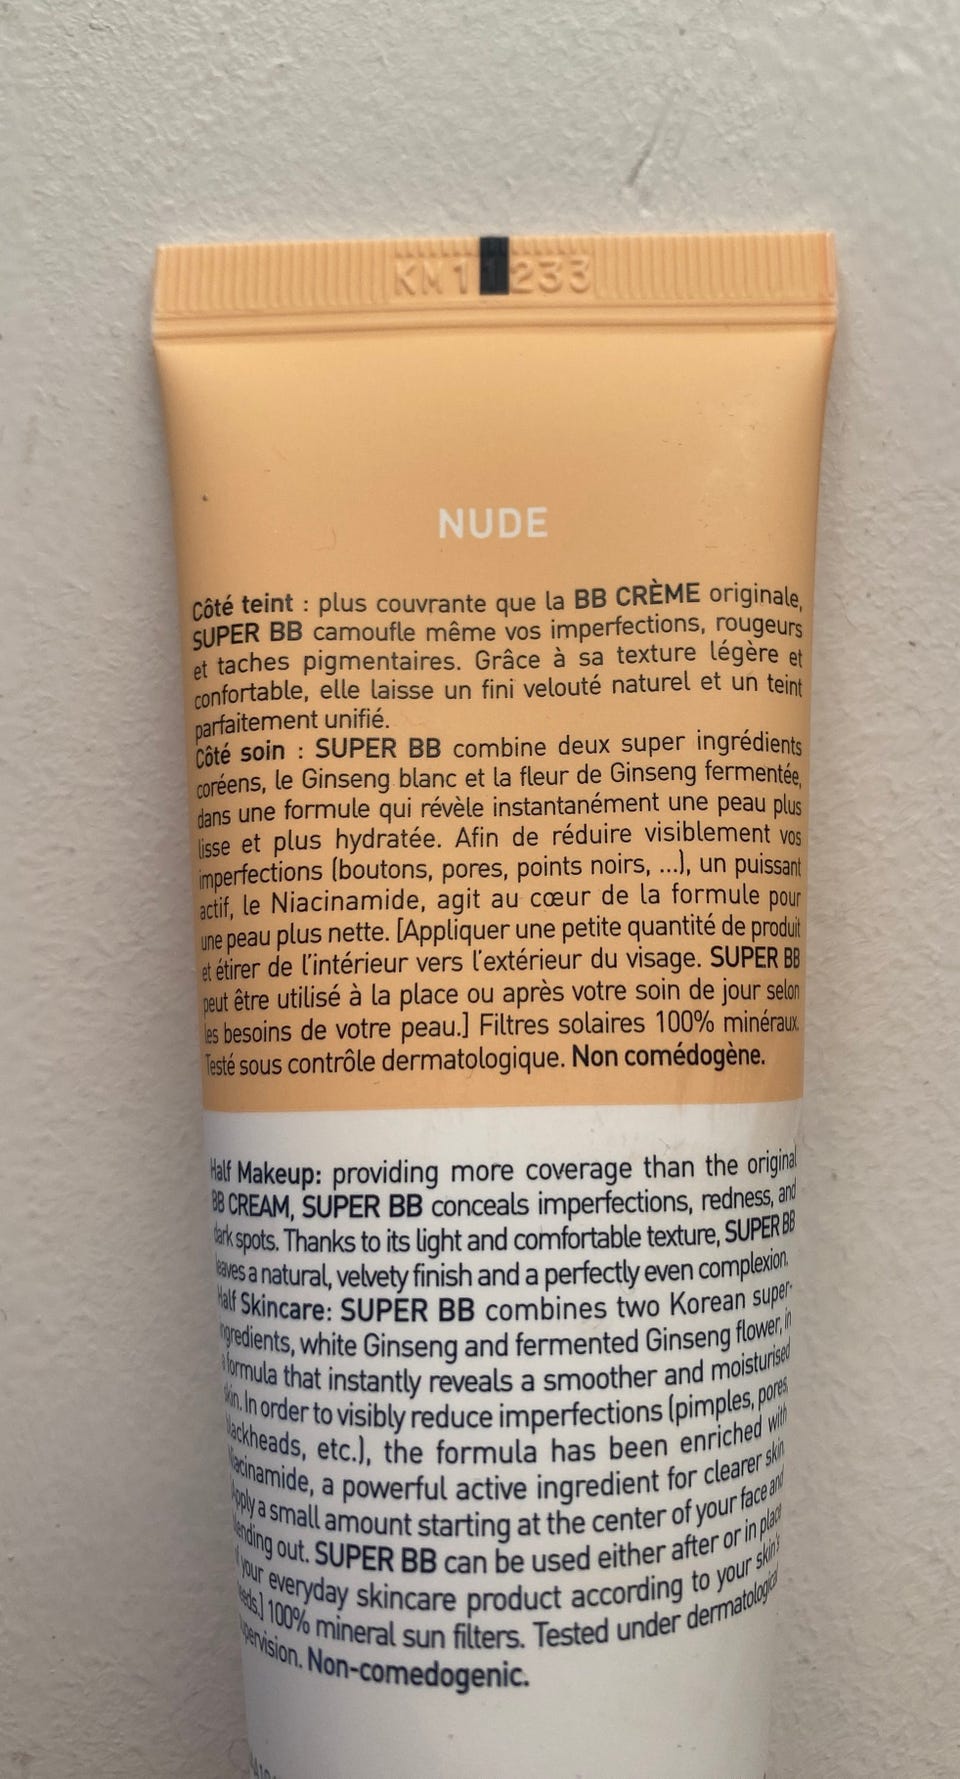 KM11233
NUDE
Côté teint : plus couvrante que la BB CRÈME originale,
SUPER BB camoufle même vos imperfections, rougeurs
et taches pigmentaires. Grâce à sa texture légère et
confortable, elle laisse un fini velouté naturel et un teint
parfaitement unifié.
Côté soin : SUPER BB combine deux super ingrédients
coréens, le Ginseng blanc et la fleur de Ginseng fermentée,
dans une formule qui révèle instantanément une peau plus
lisse et plus hydratée. Afin de réduire visiblement vos
imperfections (boutons, pores, points noirs, ...), un puissant
actif, le Niacinamide, agit au cœur de la formule pour
une peau plus nette. [Appliquer une petite quantité de produit
et étirer de l'intérieur vers l'extérieur du visage. SUPER BB
peut être utilisé à la place ou après votre soin de jour selon
les besoins de votre peau.] Filtres solaires 100% minéraux.
Testé sous contrôle dermatologique. Non comédogène.
Half Makeup: providing more coverage than the original
BB CREAM, SUPER BB conceals imperfections, redness, and
dark spots. Thanks to its light and comfortable texture, SUPER BB
leaves a natural, velvety finish and a perfectly even complexion.
Half Skincare: SUPER BB combines two Korean super-
ingredients, white Ginseng and fermented Ginseng flower, in
a formula that instantly reveals a smoother and moisturised
skin. In order to visibly reduce imperfections (pimples, pores,
blackheads, etc.), the formula has been enriched with
Niacinamide, a powerful active ingredient for clearer skin.
Apply a small amount starting at the center of your face and
blending out. SUPER BB can be used either after or in place
of your everyday skincare product according to your skin's
needs.] 100% mineral sun filters. Tested under dermatological
supervision. Non-comedogenic.